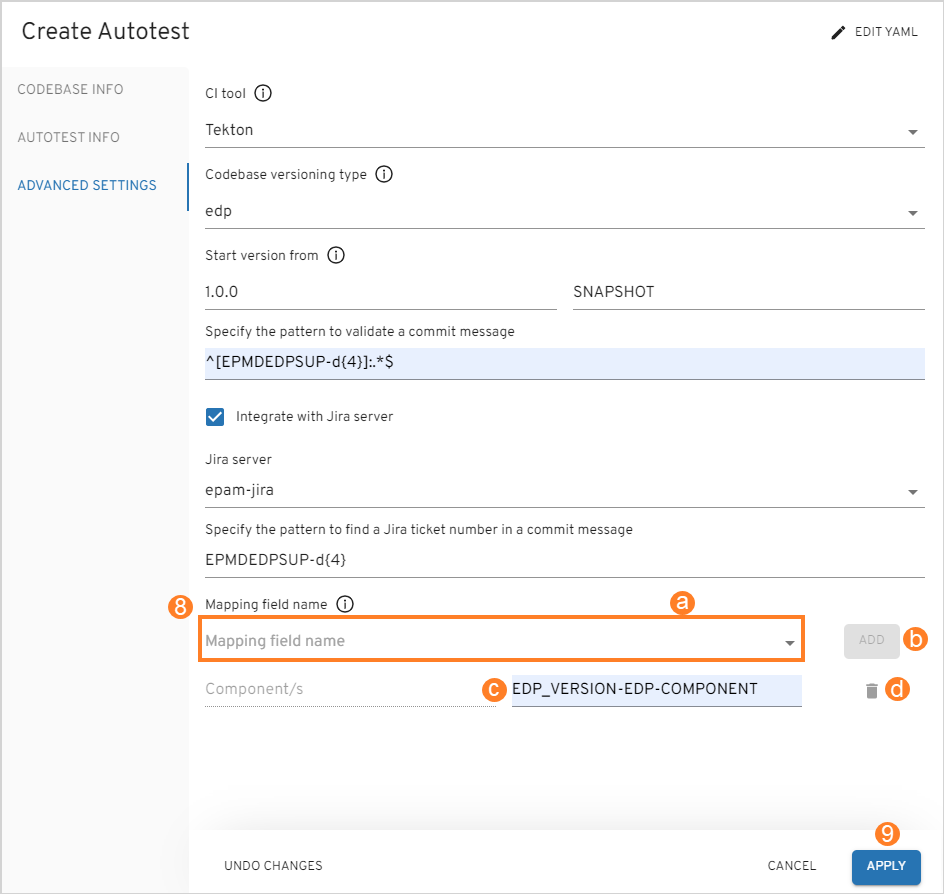 Create Autotest
EDIT YAML
CODEBASE INFO
AUTOTEST INFO
ADVANCED SETTINGS
CI tool
Tekton
Codebase versioning type
edp
Start version from
1.0.0 SNAPSHOT
Specify the pattern to validate a commit message
^[EPMDEDPSUP-d{4}]:.*$
Integrate with Jira server
Jira server
epam-jira
Specify the pattern to find a Jira ticket number in a commit message
EPMDEDPSUP-d{4}
8 Mapping field name a
Mapping field name ADD b
Component/s c EDP_VERSION-EDP-COMPONENT d
9
UNDO CHANGES CANCEL APPLY